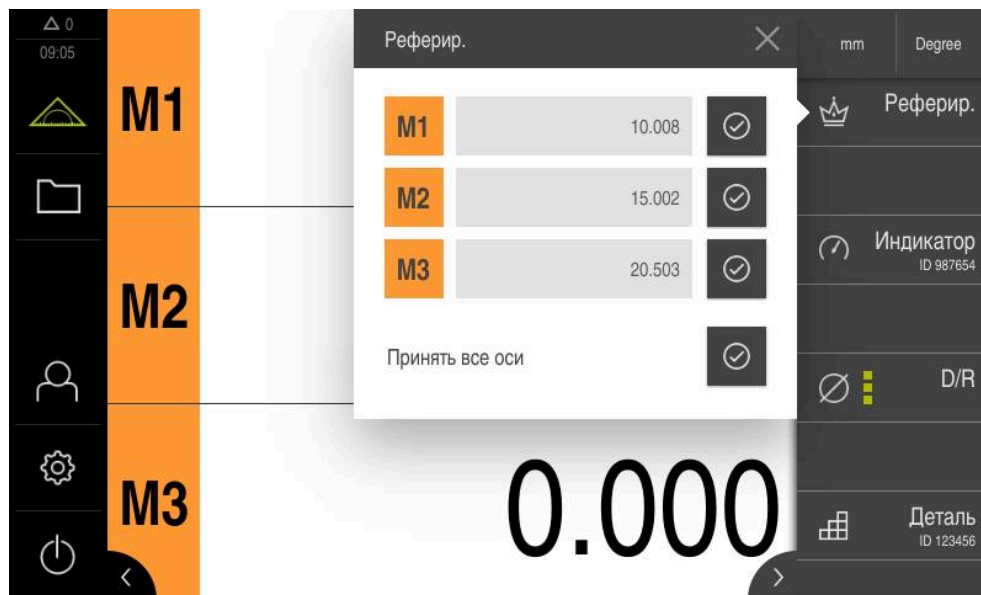 0
09:05
M1
M2
M3
0.000
Реферир.
M1 10.008
M2 15.002
M3 20.503
Принять все оси
mm Degree
Реферир.
Индикатор
ID 987654
D/R
Деталь
ID 123456